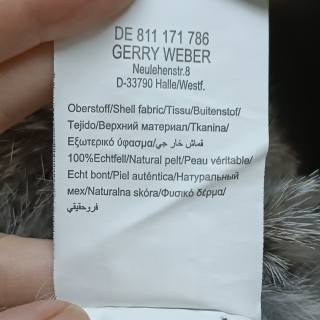 DE 811 171 786
GERRY WEBER
Neulehenstr.8
D-33790 Halle/Westf.
Oberstoff/Shell fabric/Tissu/Buitenstof/
Tejido/Верхний материал/Tkanina/
Εξωτερικό ύφασμα/قماش خارجي/
100%Echtfell/Natural pelt/Peau véritable/
Echt bont/Piel auténtica/Натуральный
мех/Naturalna skóra/Φυσικό δέρμα/
فروحقيقي